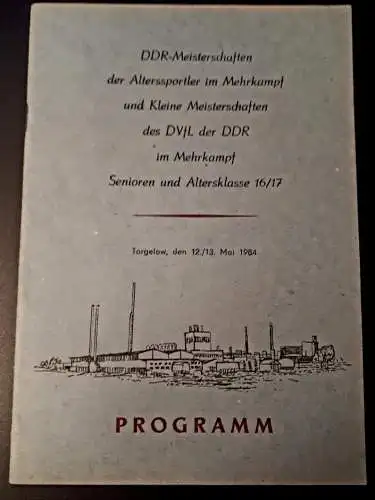 DDR-Meisterschaften
der Alterssportler im Mehrkampf
und Kleine Meisterschaften
des DVfL der DDR
im Mehrkampf
Senioren und Altersklasse 16/17
Torgelow, den 12./13. Mai 1984
PROGRAMM